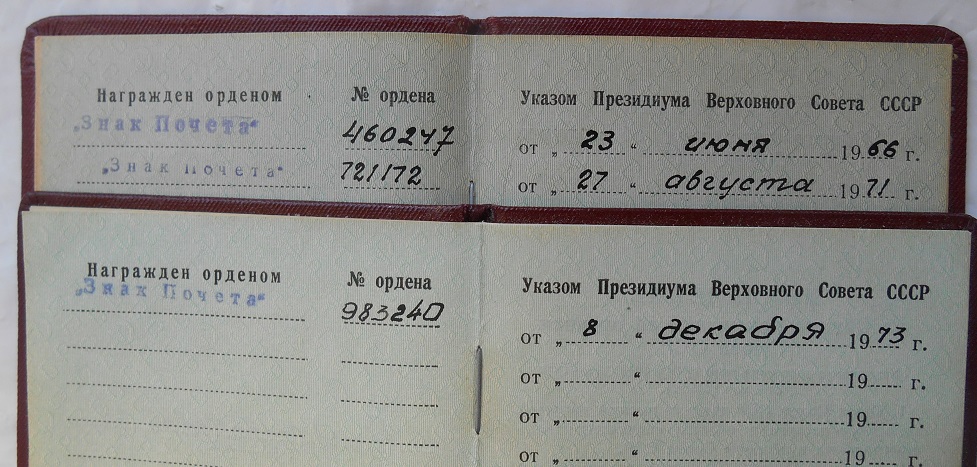 Награжден орденом № ордена Указом Президиума Верховного Совета СССР
„Знак Почета“ 460247 от „ 23 “ июня 1966 г.
„Знак Почета“ 721172 от „ 27 “ августа 1971 г.
Награжден орденом № ордена Указом Президиума Верховного Совета СССР
„Знак Почета“ 983240 от „ 8 “ декабря 1973 г.
от „ “ 19 г.
от „ “ 19 г.
от „ “ 19 г.